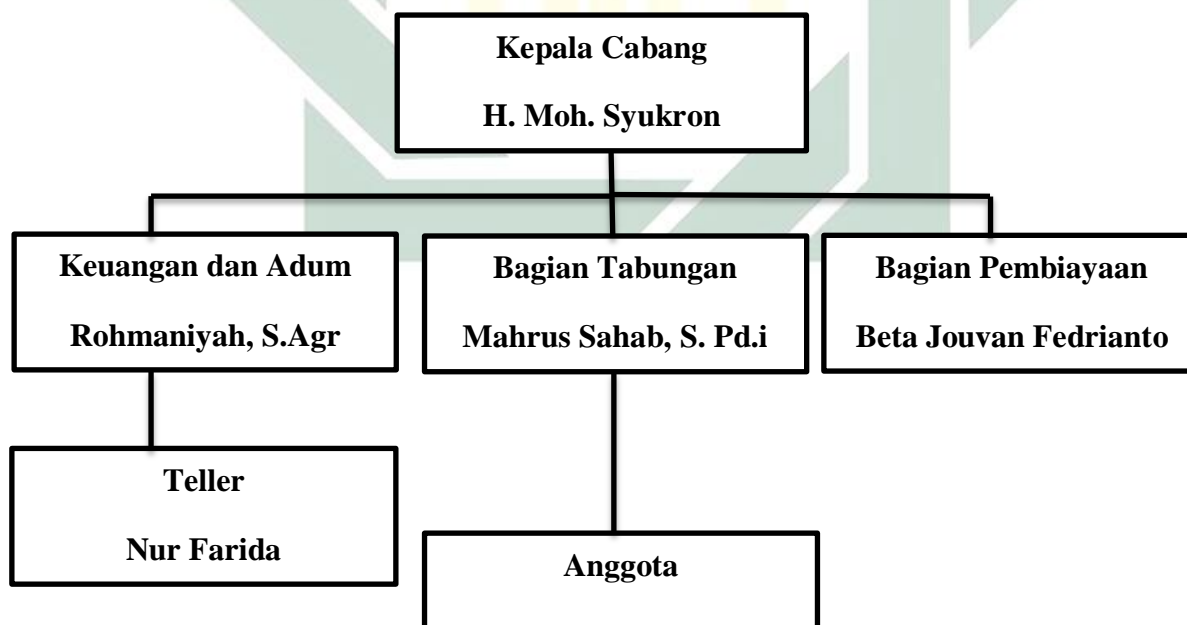 Kepala Cabang
H. Moh. Syukron
Keuangan dan Adum
Rohmaniyah, S.Agr
Bagian Tabungan
Mahrus Sahab, S. Pd.i
Bagian Pembiayaan
Beta Jouvan Fedrianto
Teller
Nur Farida
Anggota